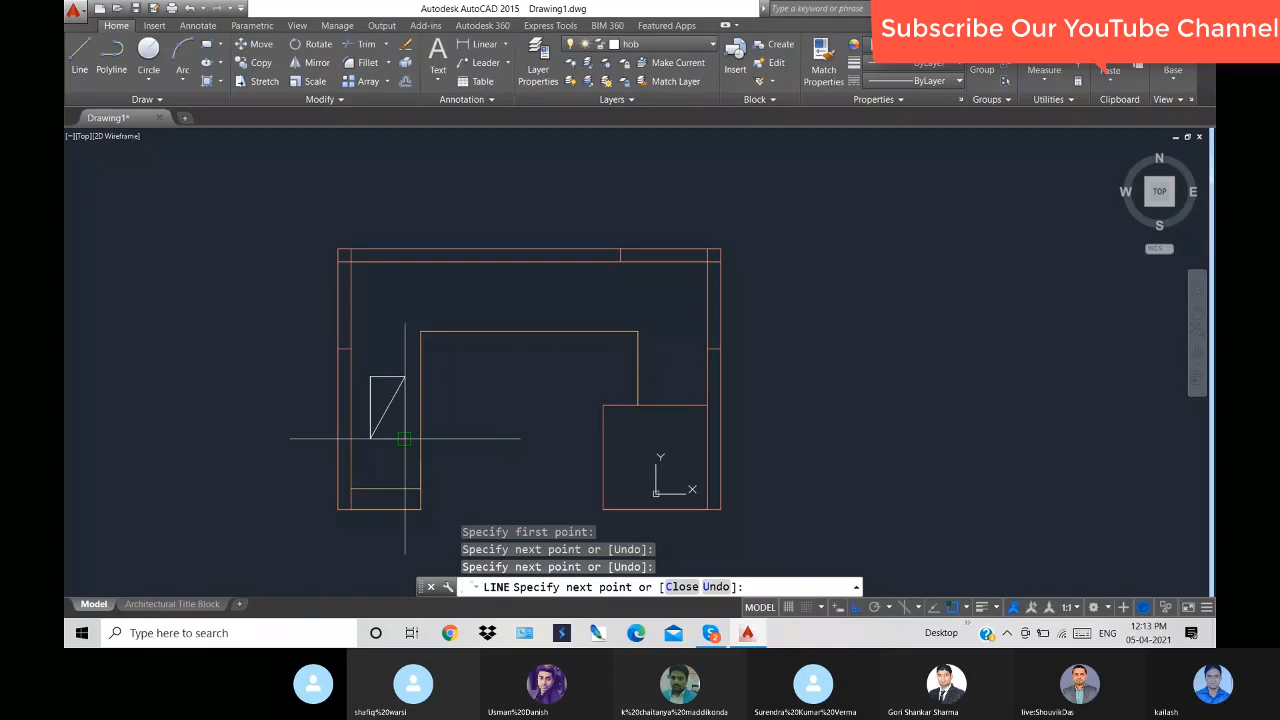 Autodesk AutoCAD 2015 Drawing1.dwg
Type a keyword or phrase
Subscribe Our YouTube Channel
Home Insert Annotate Parametric View Manage Output Add-ins Autodesk 360 Express Tools BIM 360 Featured Apps
Move Rotate Trim Linear hob Create
Line Polyline Circle Arc Copy Mirror Fillet Text Leader Layer Properties Make Current Insert Edit Match Properties ByLayer Group Measure Paste Base
Stretch Scale Array Table Match Layer ByLayer
Draw Modify Annotation Layers Block Properties Groups Utilities Clipboard View
Drawing1*
[−][Top][2D Wireframe]
N
W TOP E
S
WCS
Y
X
Specify first point:
Specify next point or [Undo]:
Specify next point or [Undo]:
LINE Specify next point or [Close Undo]:
Model Architectural Title Block
MODEL 1:1
Type here to search
Desktop
ENG
12:13 PM
05-04-2021
shafiq%20warsi Usman%20Danish k%20chaitanya%20maddikonda Surendra%20Kumar%20Verma Gori Shankar Sharma live:ShouvikDas kailash